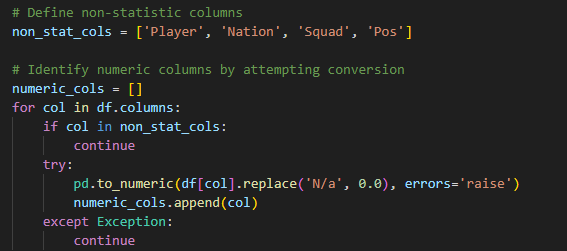 # Define non-statistic columns
non_stat_cols = ['Player', 'Nation', 'Squad', 'Pos']
# Identify numeric columns by attempting conversion
numeric_cols = []
for col in df.columns:
    if col in non_stat_cols:
        continue
    try:
        pd.to_numeric(df[col].replace('N/a', 0.0), errors='raise')
        numeric_cols.append(col)
    except Exception:
        continue